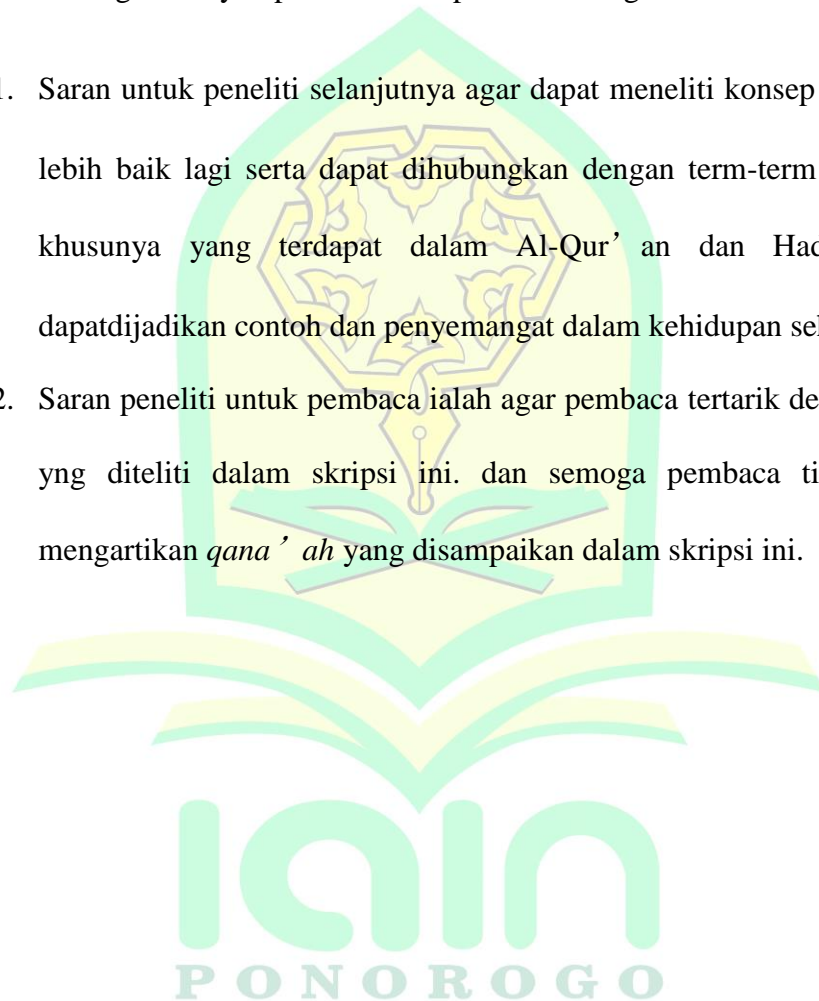 1. Saran untuk peneliti selanjutnya agar dapat meneliti konsep
lebih baik lagi serta dapat dihubungkan dengan term-term
khusunya yang terdapat dalam Al-Qur’an dan
dapatdijadikan contoh dan penyemangat dalam kehidupan
2. Saran peneliti untuk pembaca ialah agar pembaca tertarik
yng diteliti dalam skripsi ini. dan semoga pembaca
mengartikan qana’ah yang disampaikan dalam skripsi ini.
iain
PONOROGO